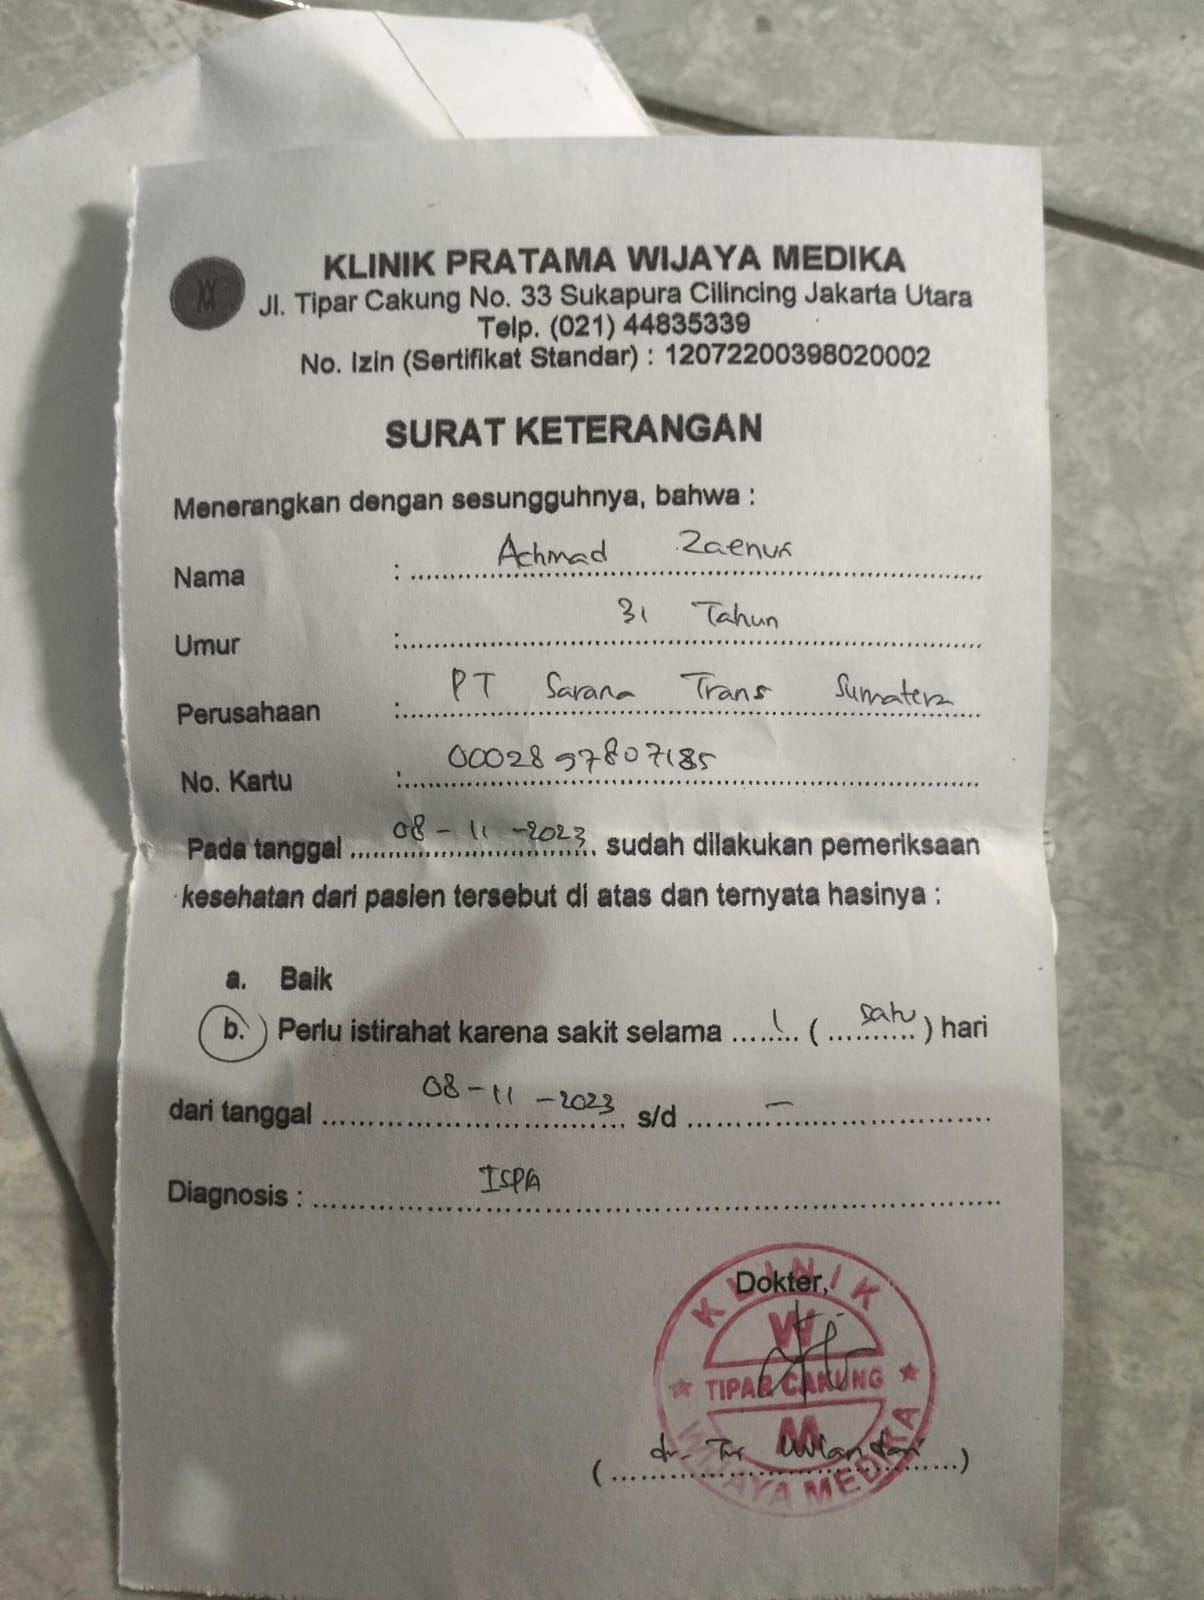 KLINIK PRATAMA WIJAYA MEDIKA
Jl. Tipar Cakung No. 33 Sukapura Cilincing Jakarta Utara
Telp. (021) 44835339
No. Izin (Sertifikat Standar) : 12072200398020002
SURAT KETERANGAN
Menerangkan dengan sesungguhnya, bahwa :
Nama : Achmad Zaenuri
Umur : 31 Tahun
Perusahaan : PT Sarana Trans Sumatera
No. Kartu : 0002897807185
Pada tanggal 08-11-2023 sudah dilakukan pemeriksaan
kesehatan dari pasien tersebut di atas dan ternyata hasinya :
a. Baik
b. Perlu istirahat karena sakit selama 1 (satu) hari
dari tanggal 08-11-2023 s/d -
Diagnosis : ISPA
Dokter,
KLINIK
W
TIPAR CAKUNG
M
WIJAYA MEDIKA
(dr. Wulandari)